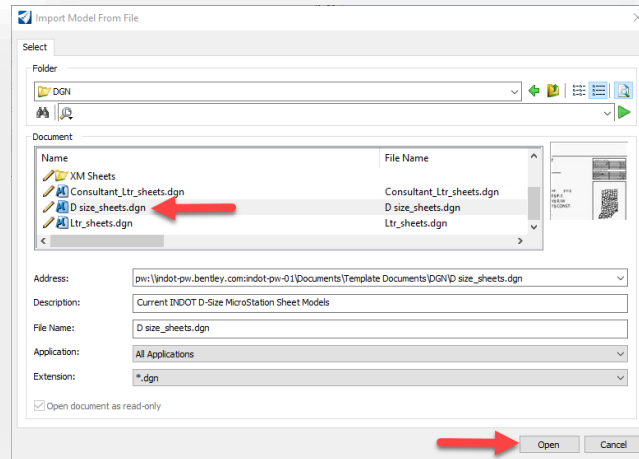 Import Model From File
Select
Folder
DGN
Document
Name File Name
XM Sheets
Consultant_Ltr_sheets.dgn Consultant_Ltr_sheets.dgn
D size_sheets.dgn D size_sheets.dgn
Ltr_sheets.dgn Ltr_sheets.dgn
Address: pw:\\indot-pw.bentley.com:indot-pw-01\Documents\Template Documents\DGN\D size_sheets.dgn
Description: Current INDOT D-Size MicroStation Sheet Models
File Name: D size_sheets.dgn
Application: All Applications
Extension: *.dgn
Open document as read-only
Open Cancel